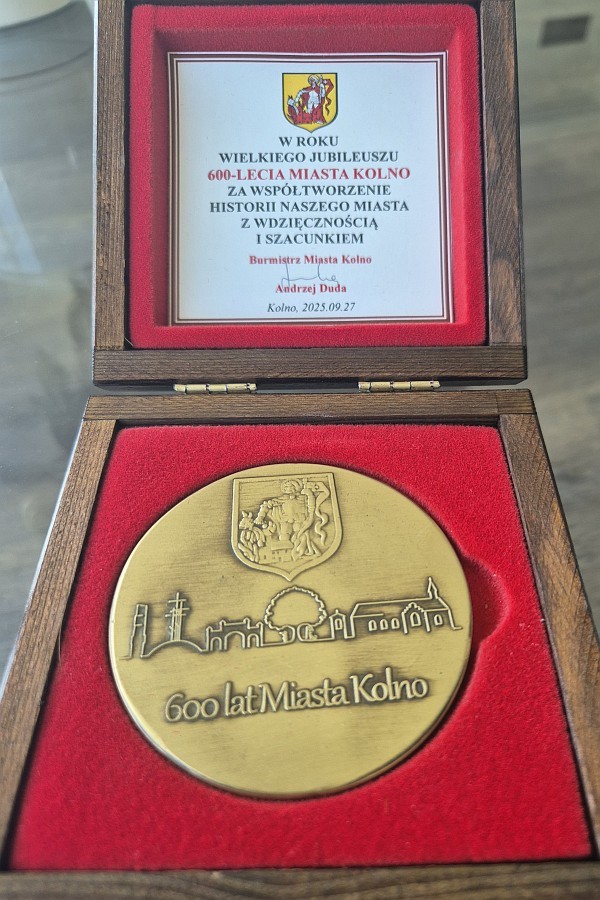 W ROKU
WIELKIEGO JUBILEUSZU
600-LECIA MIASTA KOLNO
ZA WSPÓŁTWORZENIE
HISTORII NASZEGO MIASTA
Z WDZIĘCZNOŚCIĄ
I SZACUNKIEM
Burmistrz Miasta Kolno
Andrzej Duda
Kolno, 2025.09.27
600 lat Miasta Kolno